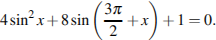 4 sin² x + 8 sin (3π/2 + x) + 1 = 0.